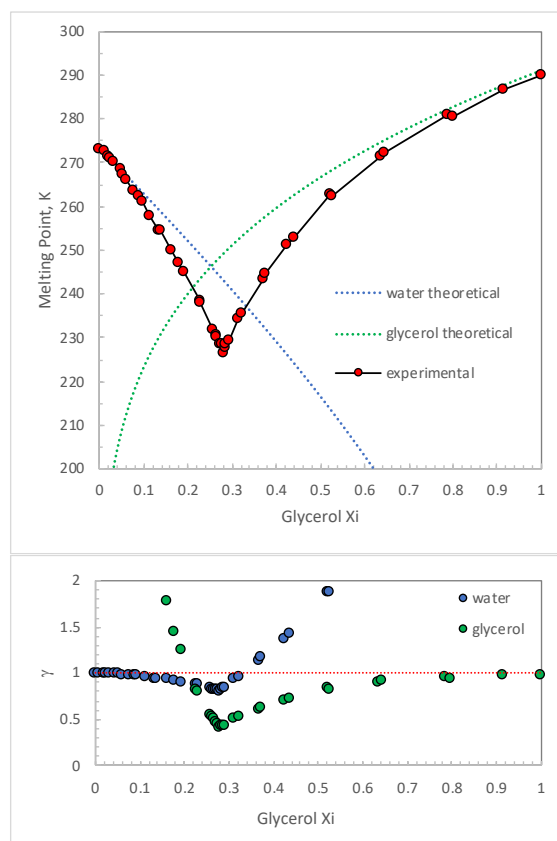 300
290
280
270
260
250
240
230
220
210
200
Melting Point, K
water theoretical
glycerol theoretical
experimental
0 0.1 0.2 0.3 0.4 0.5 0.6 0.7 0.8 0.9 1
Glycerol Xi
2
1.5
1
0.5
0
γ
water
glycerol
0 0.1 0.2 0.3 0.4 0.5 0.6 0.7 0.8 0.9 1
Glycerol Xi